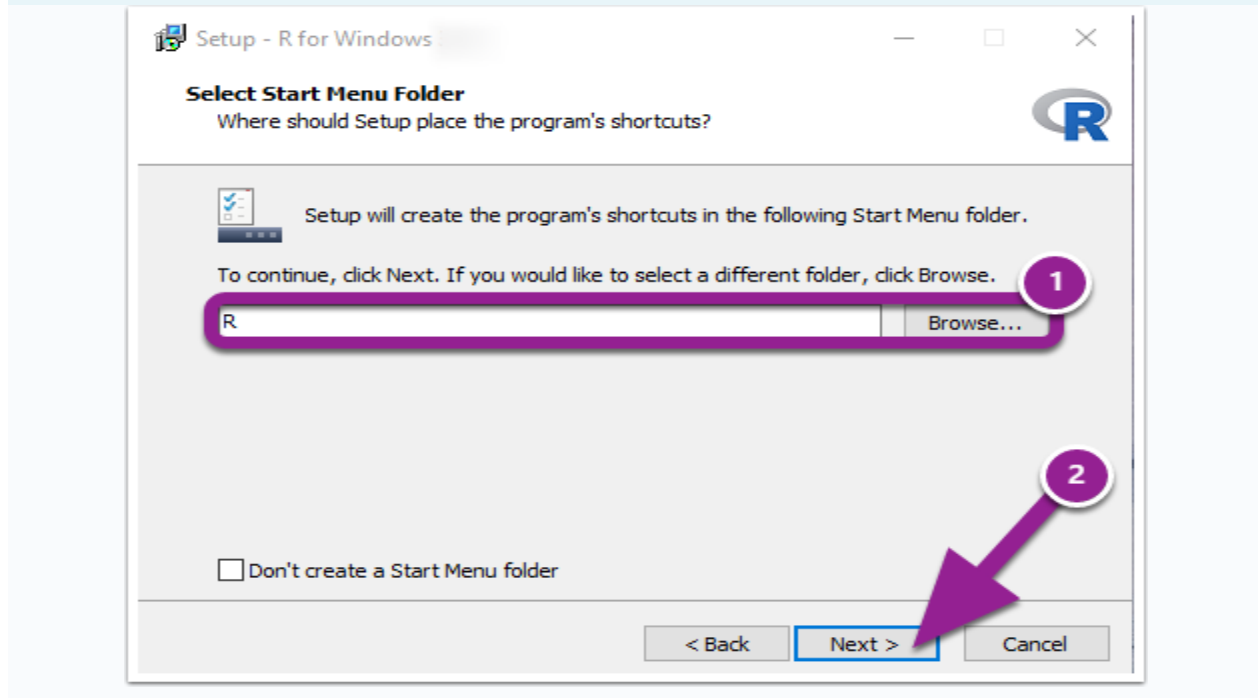 Setup - R for Windows
Select Start Menu Folder
Where should Setup place the program's shortcuts?
R
Setup will create the program's shortcuts in the following Start Menu folder.
To continue, click Next. If you would like to select a different folder, click Browse.
1
R
Browse...
2
Don't create a Start Menu folder
< Back
Next >
Cancel